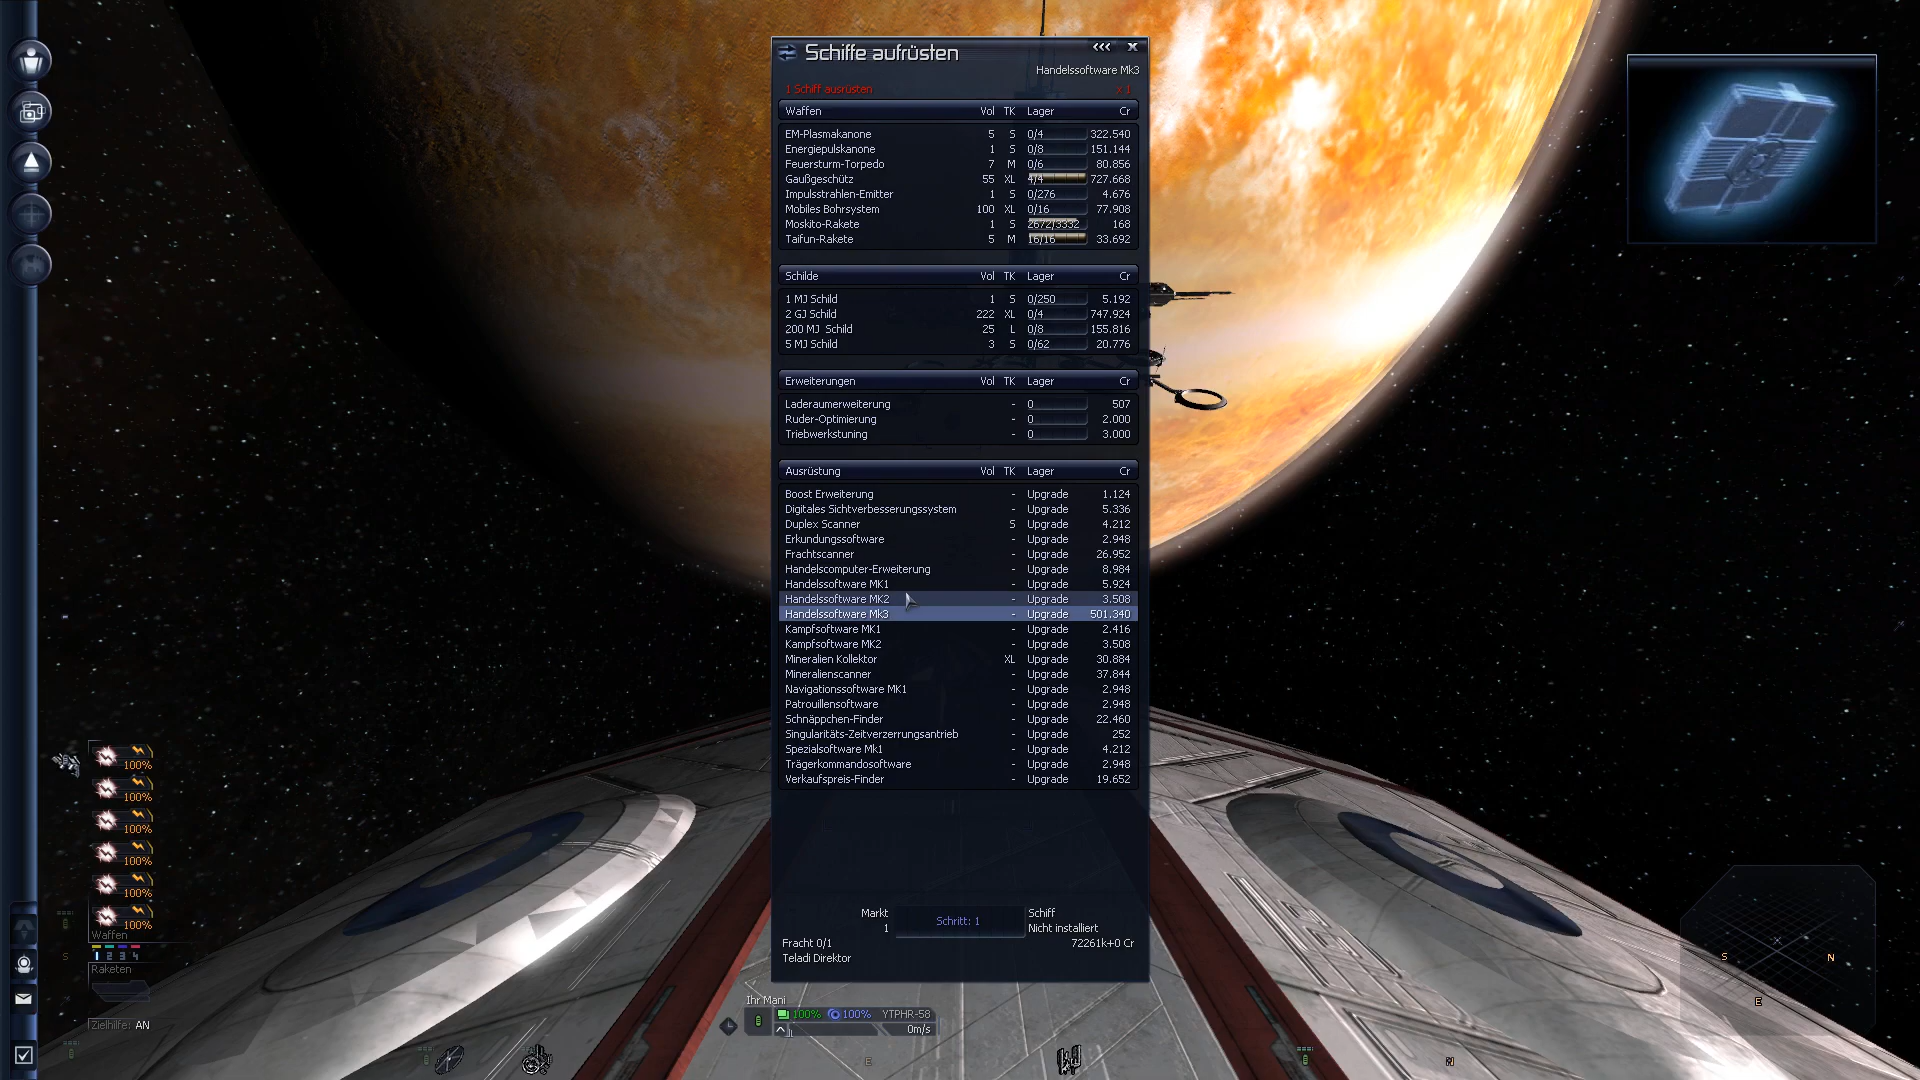 Schiffe aufrüsten
Handelssoftware Mk3
1 Schiff ausrüsten x 1
Waffen Vol TK Lager Cr
EM-Plasmakanone 5 S 0/4 322.540
Energiepulskanone 1 S 0/8 151.144
Feuersturm-Torpedo 7 M 0/6 80.856
Gaußgeschütz 55 XL 4/4 727.668
Impulsstrahlen-Emitter 1 S 0/276 4.676
Mobiles Bohrsystem 100 XL 0/16 77.908
Moskito-Rakete 1 S 2672/3332 168
Taifun-Rakete 5 M 16/16 33.692
Schilde Vol TK Lager Cr
1 MJ Schild 1 S 0/250 5.192
2 GJ Schild 222 XL 0/4 747.924
200 MJ Schild 25 L 0/8 155.816
5 MJ Schild 3 S 0/62 20.776
Erweiterungen Vol TK Lager Cr
Laderaumerweiterung - 0 507
Ruder-Optimierung - 0 2.000
Triebwerkstuning - 0 3.000
Ausrüstung Vol TK Lager Cr
Boost Erweiterung - Upgrade 1.124
Digitales Sichtverbesserungssystem - Upgrade 5.336
Duplex Scanner S Upgrade 4.212
Erkundungssoftware - Upgrade 2.948
Frachtscanner - Upgrade 26.952
Handelscomputer-Erweiterung - Upgrade 8.984
Handelssoftware MK1 - Upgrade 5.924
Handelssoftware MK2 - Upgrade 3.508
Handelssoftware Mk3 - Upgrade 501.340
Kampfsoftware MK1 - Upgrade 2.416
Kampfsoftware MK2 - Upgrade 3.508
Mineralien Kollektor XL Upgrade 30.884
Mineralienscanner - Upgrade 37.844
Navigationssoftware MK1 - Upgrade 2.948
Patrouillensoftware - Upgrade 2.948
Schnäppchen-Finder - Upgrade 22.460
Singularitäts-Zeitverzerrungsantrieb - Upgrade 252
Spezialsoftware Mk1 - Upgrade 4.212
Trägerkommandosoftware - Upgrade 2.948
Verkaufspreis-Finder - Upgrade 19.652
Markt Schiff
1 Schritt: 1 Nicht installiert
Fracht 0/1 72261k+0 Cr
Teladi Direktor
100%
100%
100%
100%
100%
100%
Waffen
S 1 2 3 4
Raketen
Zielhilfe: AN
Ihr Mani
100% 100% YTPHR-58
0m/s
S N
E
E N